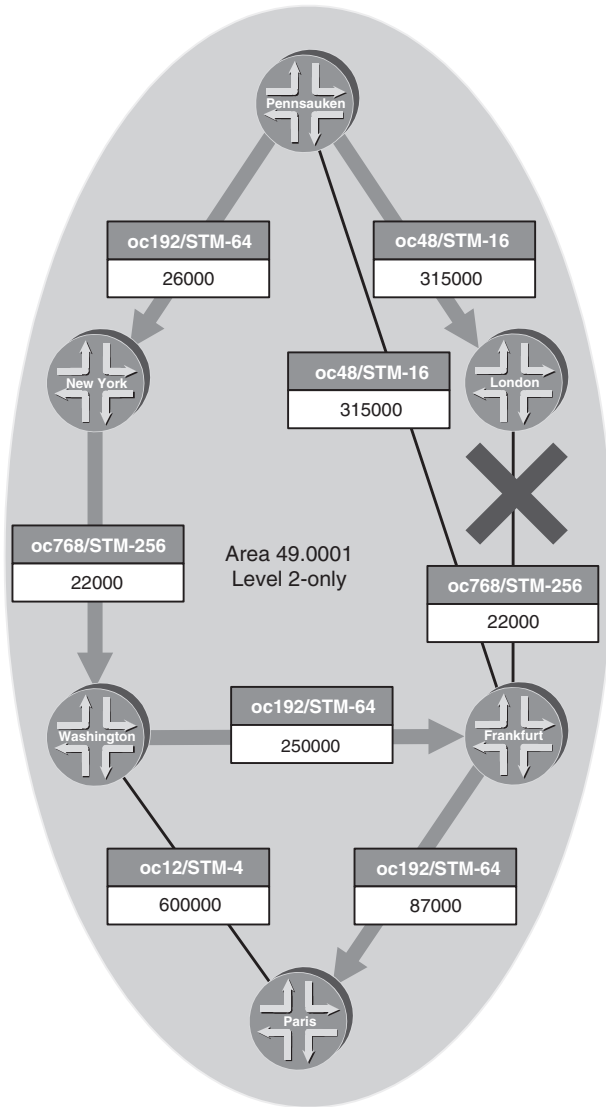 Pennsauken
oc192/STM-64
26000
oc48/STM-16
315000
New York
oc48/STM-16
315000
London
oc768/STM-256
22000
Area 49.0001
Level 2-only
oc768/STM-256
22000
Washington
oc192/STM-64
250000
Frankfurt
oc12/STM-4
600000
oc192/STM-64
87000
Paris